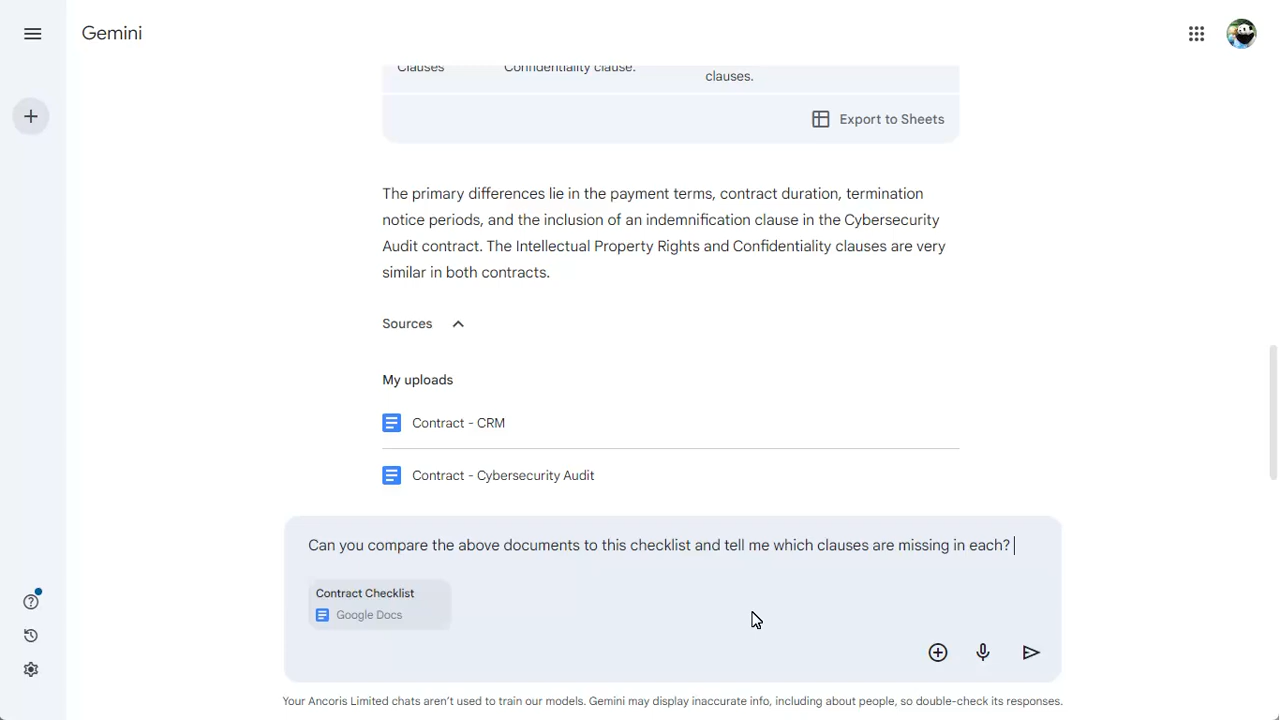 Gemini
Clauses
Confidentiality clause.
clauses.
Export to Sheets
The primary differences lie in the payment terms, contract duration, termination
notice periods, and the inclusion of an indemnification clause in the Cybersecurity
Audit contract. The Intellectual Property Rights and Confidentiality clauses are very
similar in both contracts.
Sources
My uploads
Contract - CRM
Contract - Cybersecurity Audit
Can you compare the above documents to this checklist and tell me which clauses are missing in each?
Contract Checklist
Google Docs
Your Ancoris Limited chats aren't used to train our models. Gemini may display inaccurate info, including about people, so double-check its responses.